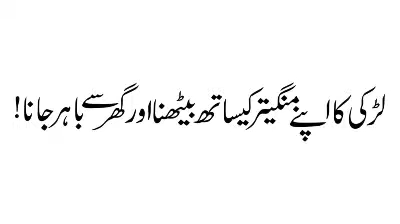 لڑکی کا اپنے منگیتر کیساتھ بیٹھنا اور گھر سے باہر جانا!